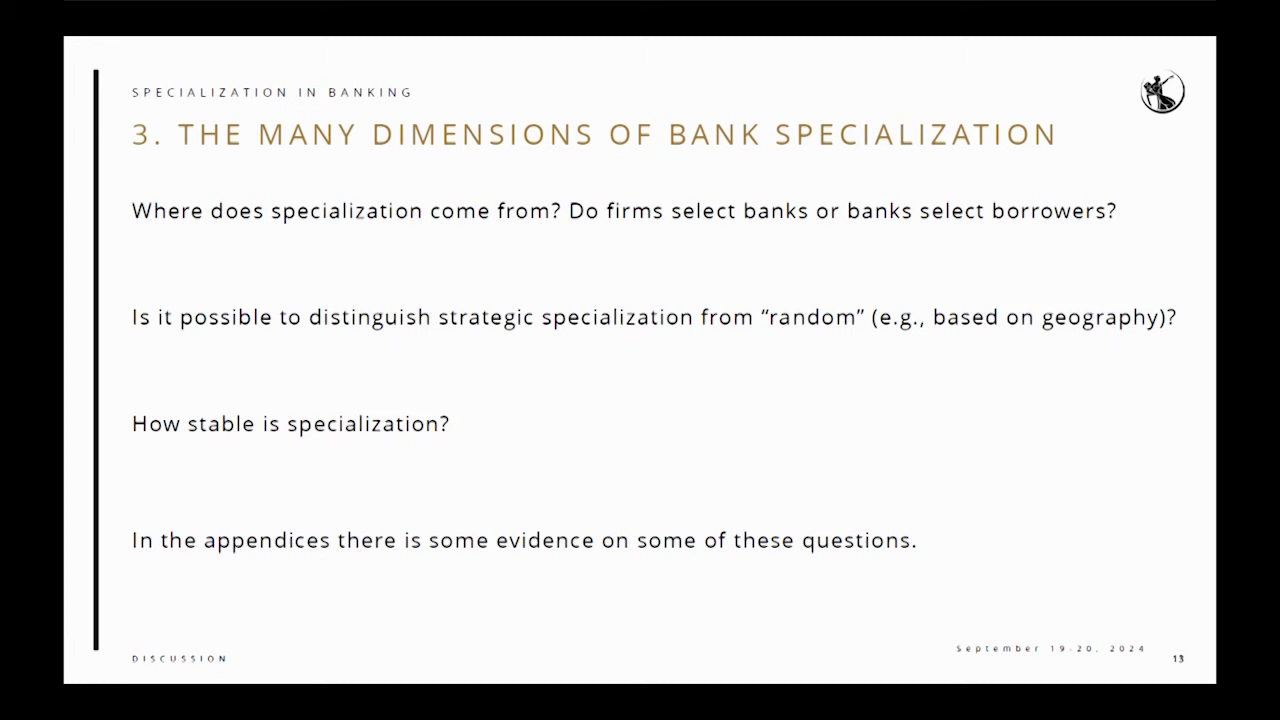 SPECIALIZATION IN BANKING
3. THE MANY DIMENSIONS OF BANK SPECIALIZATION
Where does specialization come from? Do firms select banks or banks select borrowers?
Is it possible to distinguish strategic specialization from “random” (e.g., based on geography)?
How stable is specialization?
In the appendices there is some evidence on some of these questions.
September 19-20, 2024
DISCUSSION
13